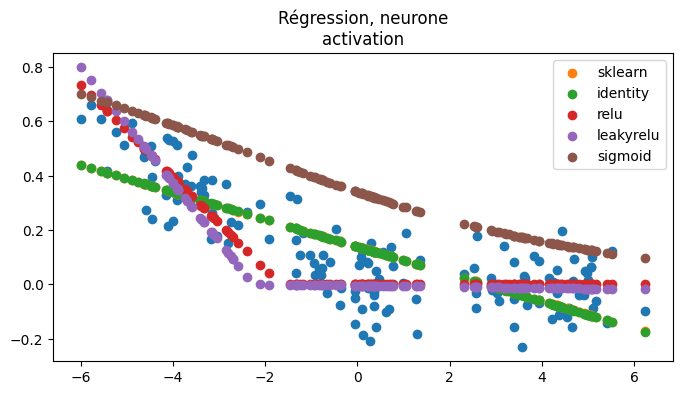 Régression, neurone
activation
sklearn
identity
relu
leakyrelu
sigmoid
0.8
0.6
0.4
0.2
0.0
−0.2
−6
−4
−2
0
2
4
6